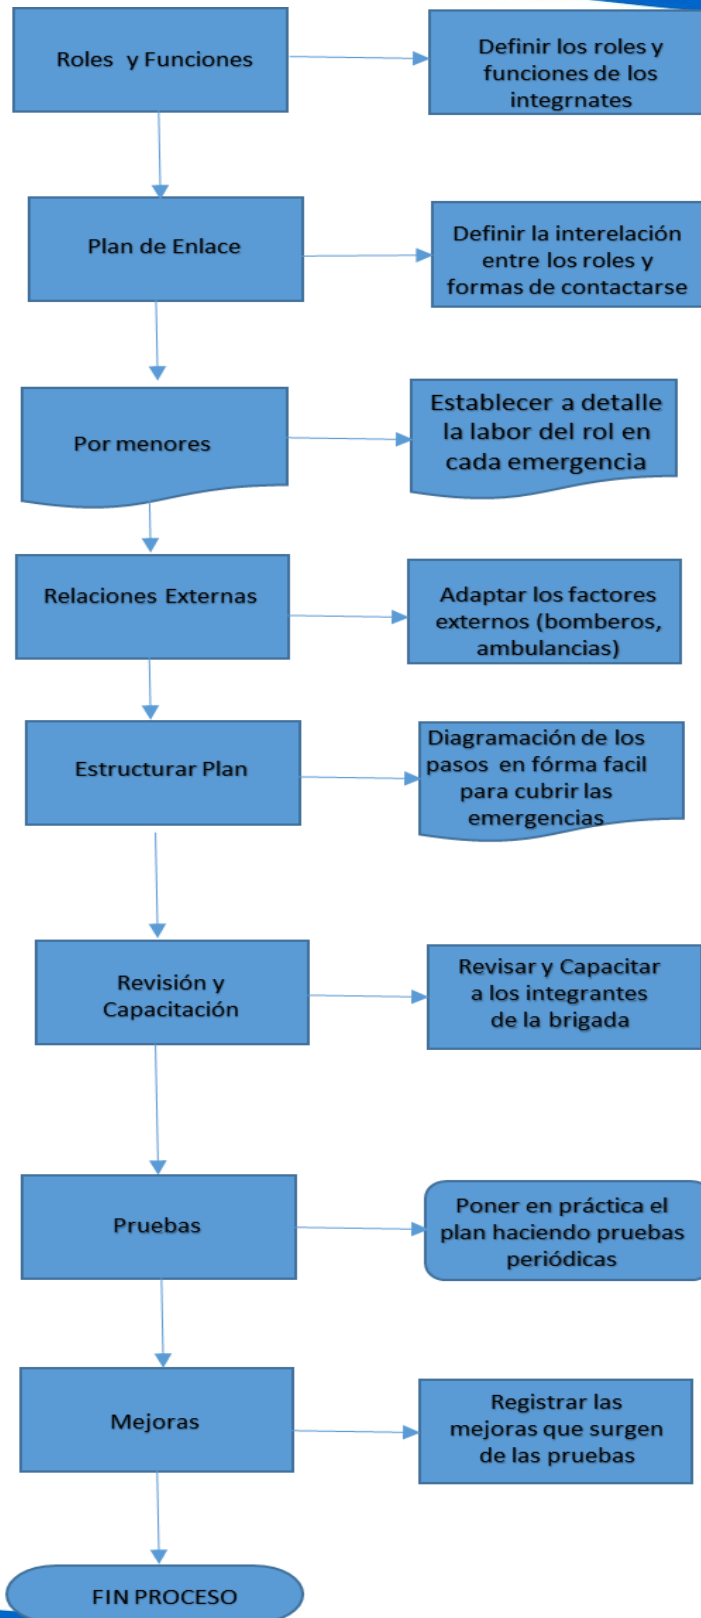 Roles y Funciones
Definir los roles y
funciones de los
integrnates
Plan de Enlace
Definir la interelación
entre los roles y
formas de contactarse
Por menores
Establecer a detalle
la labor del rol en
cada emergencia
Relaciones Externas
Adaptar los factores
externos (bomberos,
ambulancias)
Estructurar Plan
Diagramación de los
pasos en fórma facil
para cubrir las
emergencias
Revisión y
Capacitación
Revisar y Capacitar
a los integrantes
de la brigada
Pruebas
Poner en práctica el
plan haciendo pruebas
periódicas
Mejoras
Registrar las
mejoras que surgen
de las pruebas
FIN PROCESO